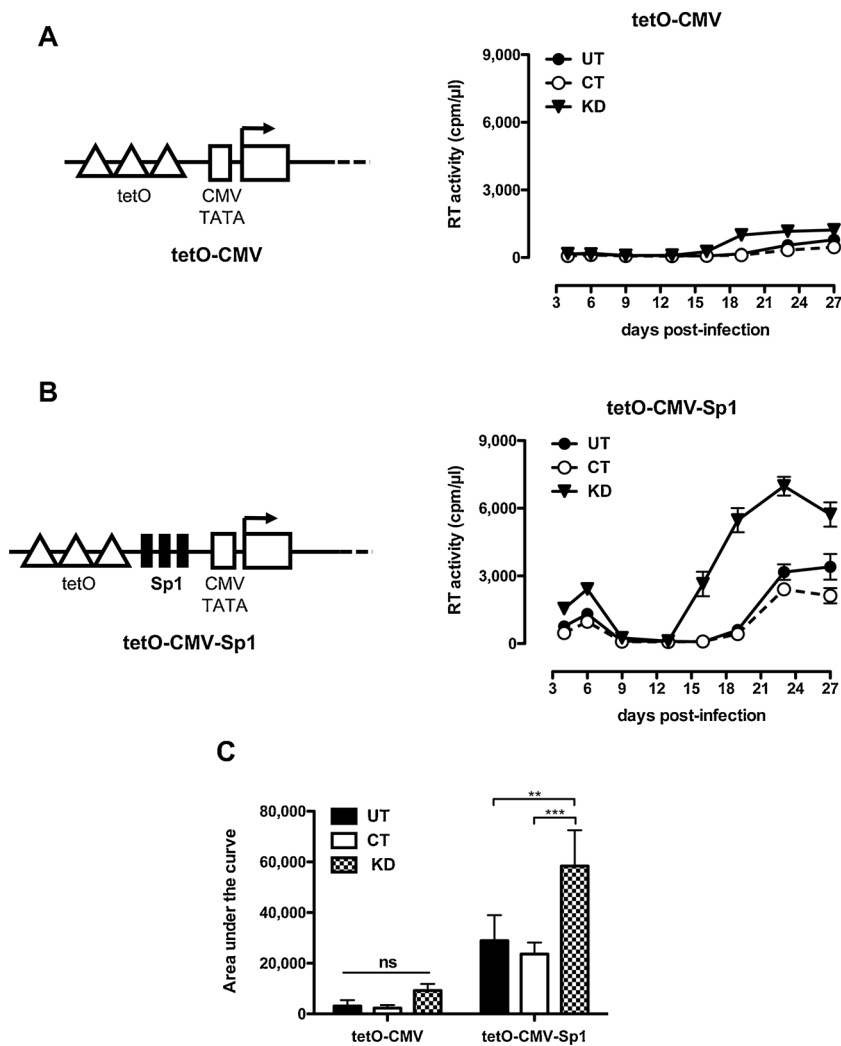 A
tetO
CMV
TATA
tetO-CMV
tetO-CMV
9,000
6,000
3,000
0
RT activity (cpm/µl)
UT
CT
KD
3 6 9 12 13 15 18 21 24 27
days post-infection
B
tetO
Sp1
CMV
TATA
tetO-CMV-Sp1
tetO-CMV-Sp1
9,000
6,000
3,000
0
RT activity (cpm/µl)
UT
CT
KD
3 6 9 12 13 15 18 21 24 27
days post-infection
C
80,000
60,000
40,000
20,000
0
Area under the curve
UT
CT
KD
ns
**
***
tetO-CMV
tetO-CMV-Sp1